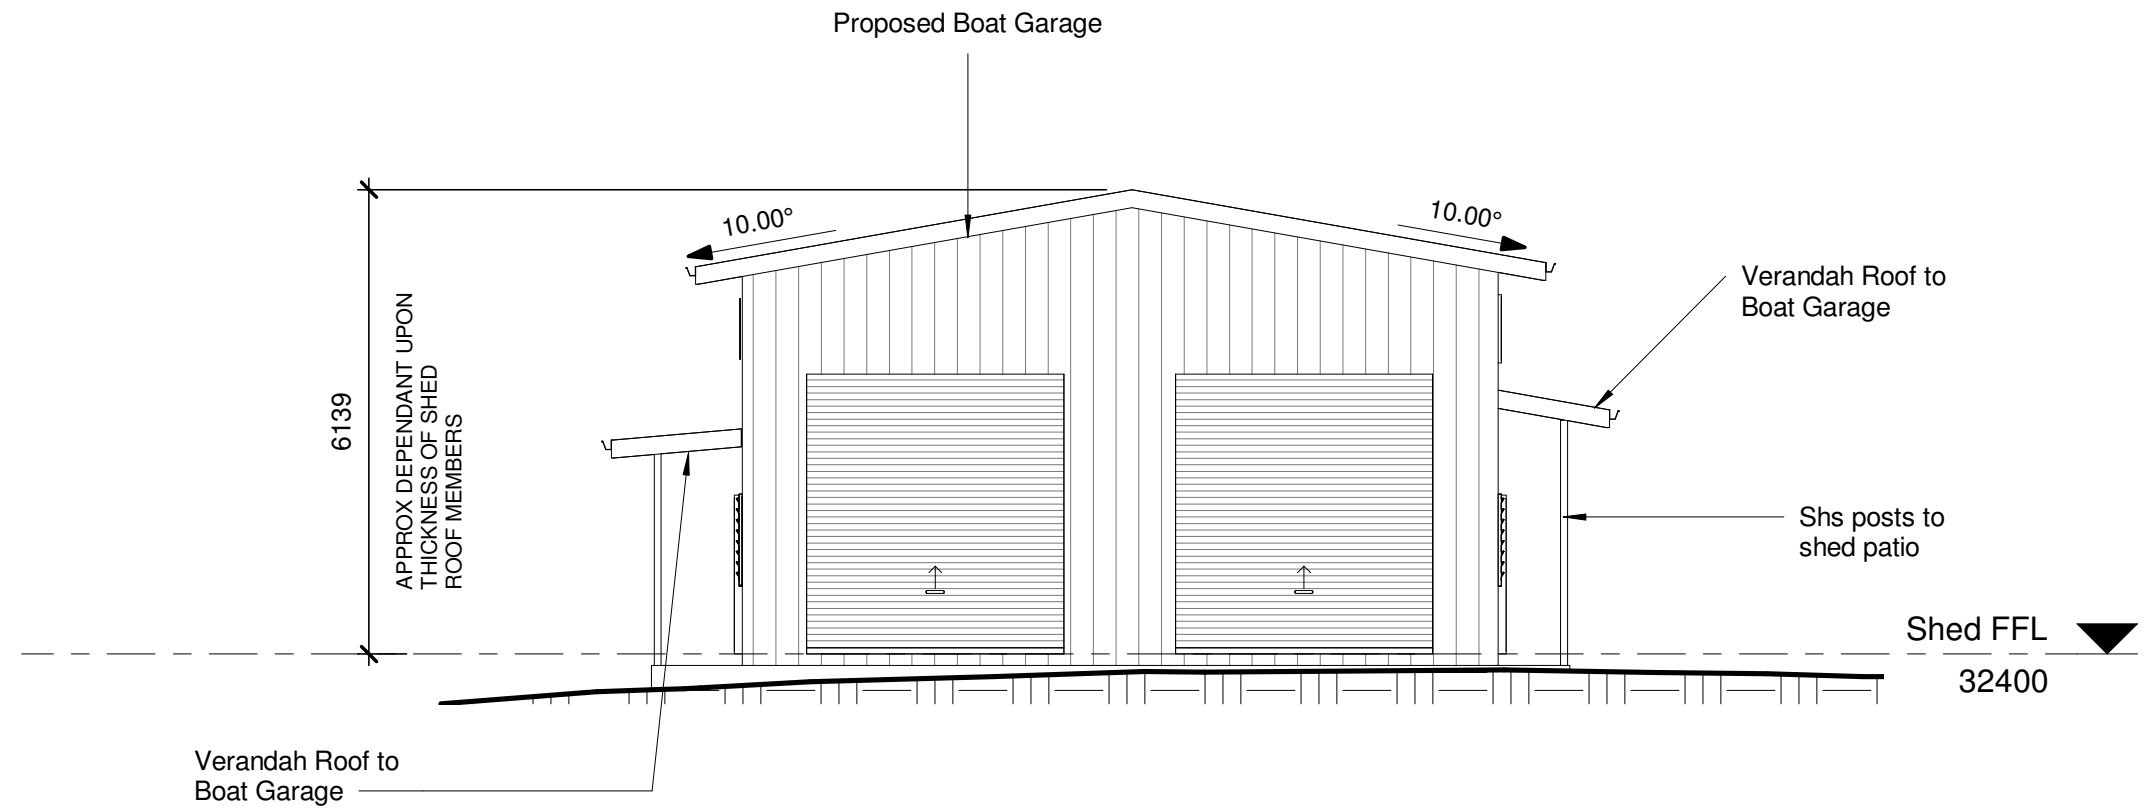 Proposed Boat Garage
10.00°
10.00°
Verandah Roof to
Boat Garage
6139
APPROX DEPENDANT UPON
THICKNESS OF SHED
ROOF MEMBERS
Shs posts to
shed patio
Shed FFL
32400
Verandah Roof to
Boat Garage